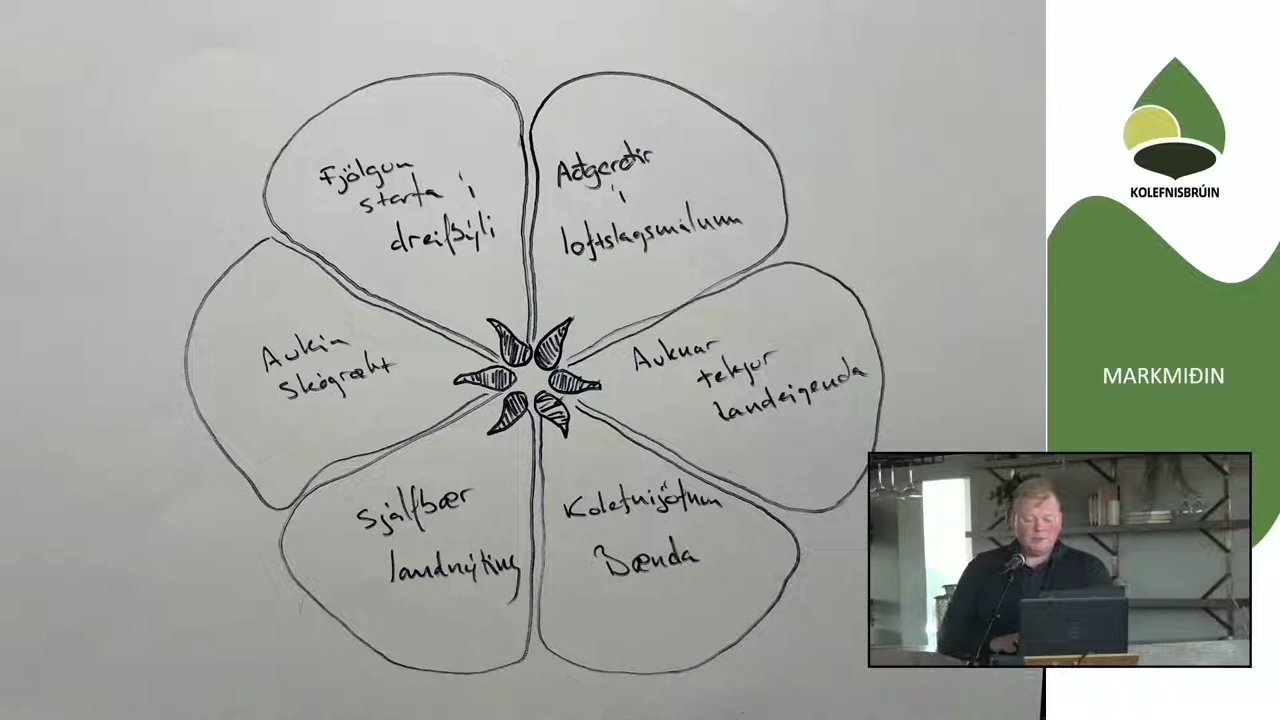 Fjölgun
starfa í
dreifbýli
Aðgerðir
í
loftslagsmálum
Aukin
skógrækt
Auknar
tekjur
landeigenda
Sjálfbær
landnýting
Kolefnisjöfnun
Bænda
KOLEFNISBRÚIN
MARKMIÐIN